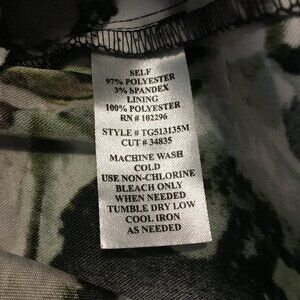 SELF
97% POLYESTER
3% SPANDEX
LINING
100% POLYESTER
RN # 102296
STYLE # TG513135M
CUT # 34835
MACHINE WASH
COLD
USE NON-CHLORINE
BLEACH ONLY
WHEN NEEDED
TUMBLE DRY LOW
COOL IRON
AS NEEDED